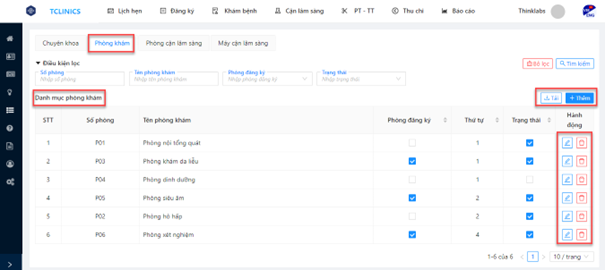 TCLINICS Lịch hẹn Đăng ký Khám bệnh Cận lâm sàng PT - TT Thu chi Báo cáo Thinklabs
Chuyên khoa Phòng khám Phòng cận lâm sàng Máy cận lâm sàng
Điều kiện lọc Bỏ lọc Tìm kiếm
Số phòng Tên phòng khám Phòng đăng ký Trạng thái
Nhập số phòng Nhập tên phòng khám Nhập phòng đăng ký Nhập trạng thái
Danh mục phòng khám Tải + Thêm
STT Số phòng Tên phòng khám Phòng đăng ký Thứ tự Trạng thái Hành động
1 P01 Phòng nội tổng quát 1
2 P03 Phòng khám da liễu 1
3 P04 Phòng dinh dưỡng 1
4 P05 Phòng siêu âm 2
5 P02 Phòng hô hấp 2
6 P06 Phòng xét nghiệm 4
1-6 của 6 < 1 > 10 / trang